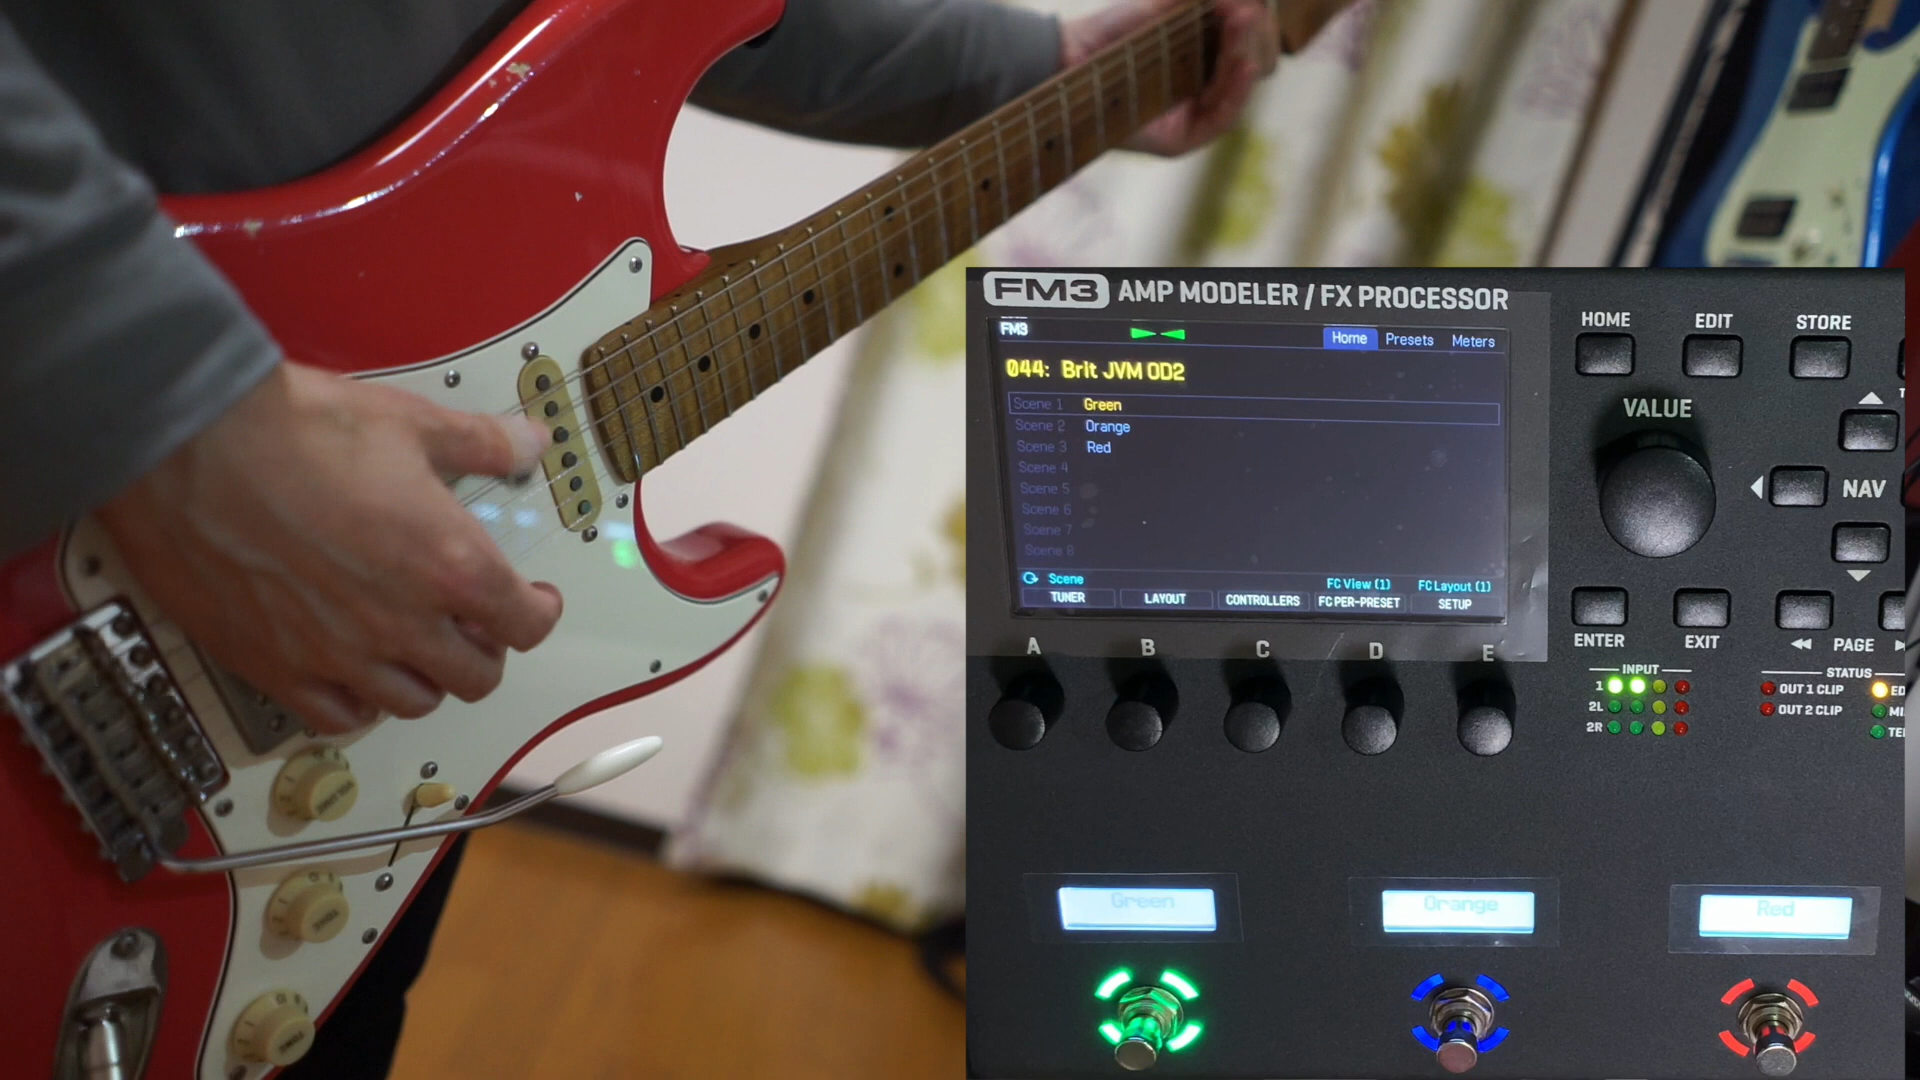 FM3 AMP MODELER / FX PROCESSOR
FM3
Home Presets Meters
044: Brit JVM OD2
Scene 1 Green
Scene 2 Orange
Scene 3 Red
Scene 4
Scene 5
Scene 6
Scene 7
Scene 8
Scene FC View (1) FC Layout (1)
TUNER LAYOUT CONTROLLERS FC PER-PRESET SETUP
A B C D E
HOME EDIT STORE
VALUE
NAV
ENTER EXIT PAGE
INPUT
1
2L
2R
STATUS
OUT 1 CLIP
OUT 2 CLIP
Green Orange Red
VOLUME
TONE
TONE